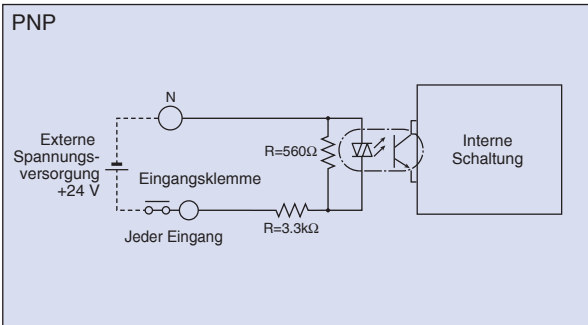 PNP
N
Externe
Spannungs-
versorgung
+24 V
Eingangsklemme
Jeder Eingang
R=560Ω
R=3.3kΩ
Interne
Schaltung